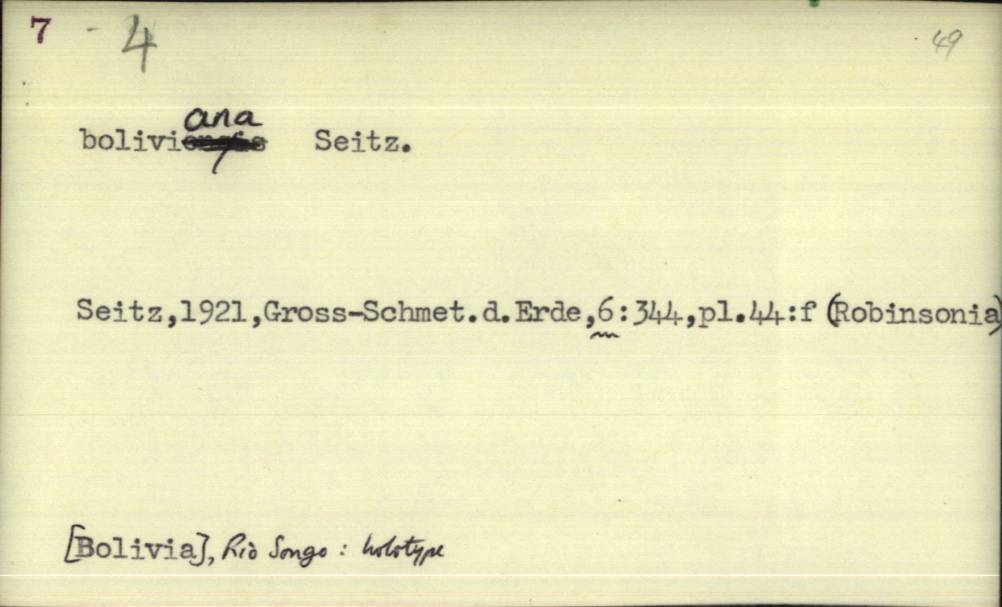 7 - 4 49
boliviana Seitz.
Seitz,1921,Gross-Schmet.d.Erde,6:344,pl.44:f (Robinsonia)
[Bolivia], Rio Songo : holotype